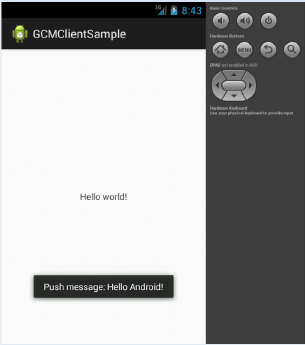 3G 8:43
GCMClientSample
Hello world!
Push message: Hello Android!
Basic Controls
Hardware Buttons
MENU
DPAD not enabled in AVD
Hardware Keyboard
Use your physical keyboard to provide input